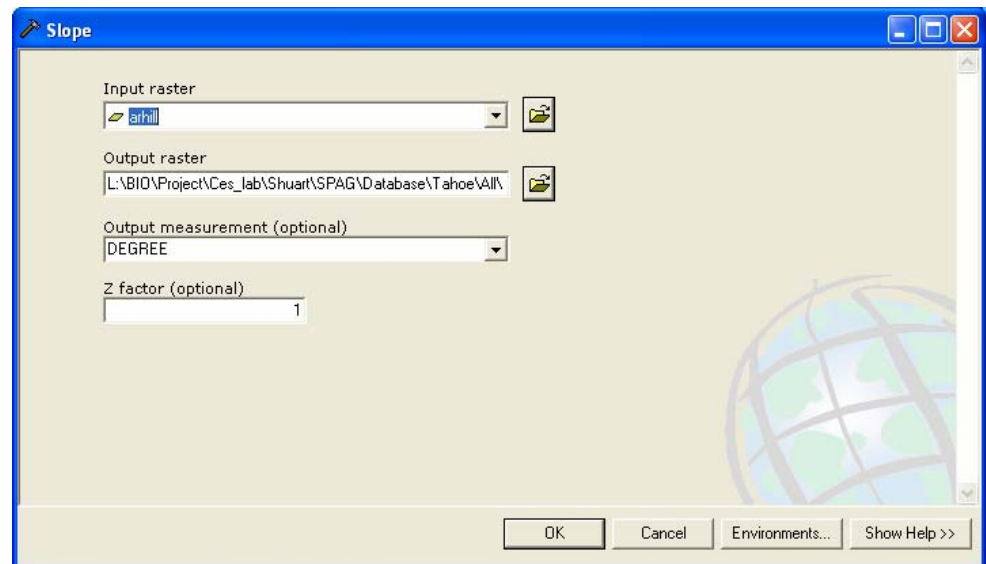 Slope
Input raster
arhill
Output raster
L:\BIO\Project\Ces_lab\Shuart\SPAG\Database\Tahoe\All\
Output measurement (optional)
DEGREE
Z factor (optional)
1
OK
Cancel
Environments...
Show Help >>